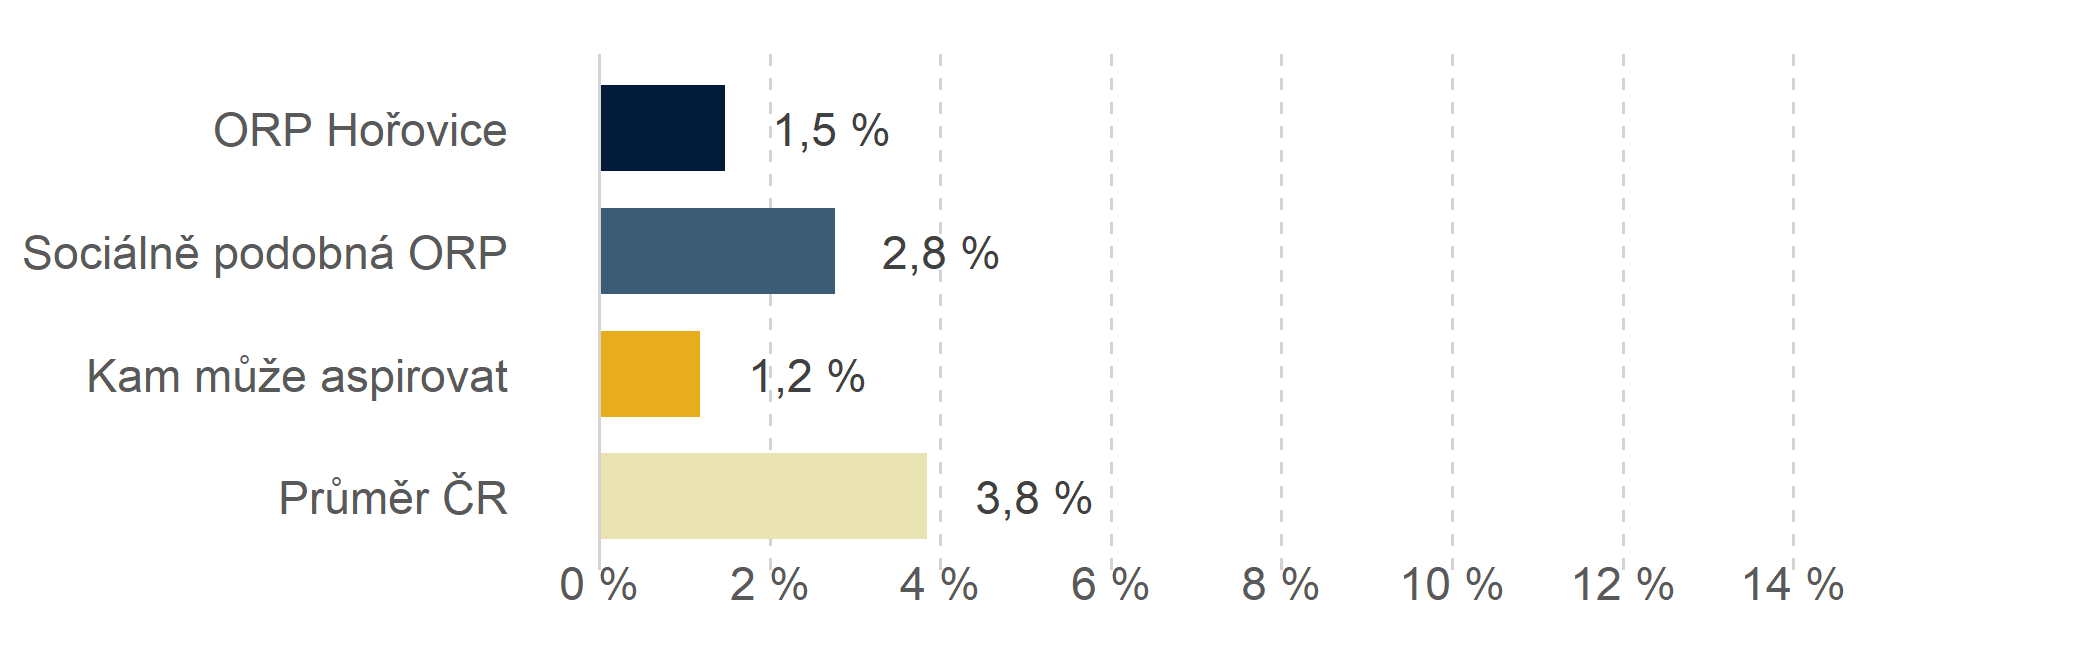 ORP Hořovice 1,5 %
Sociálně podobná ORP 2,8 %
Kam může aspirovat 1,2 %
Průměr ČR 3,8 %
0 % 2 % 4 % 6 % 8 % 10 % 12 % 14 %